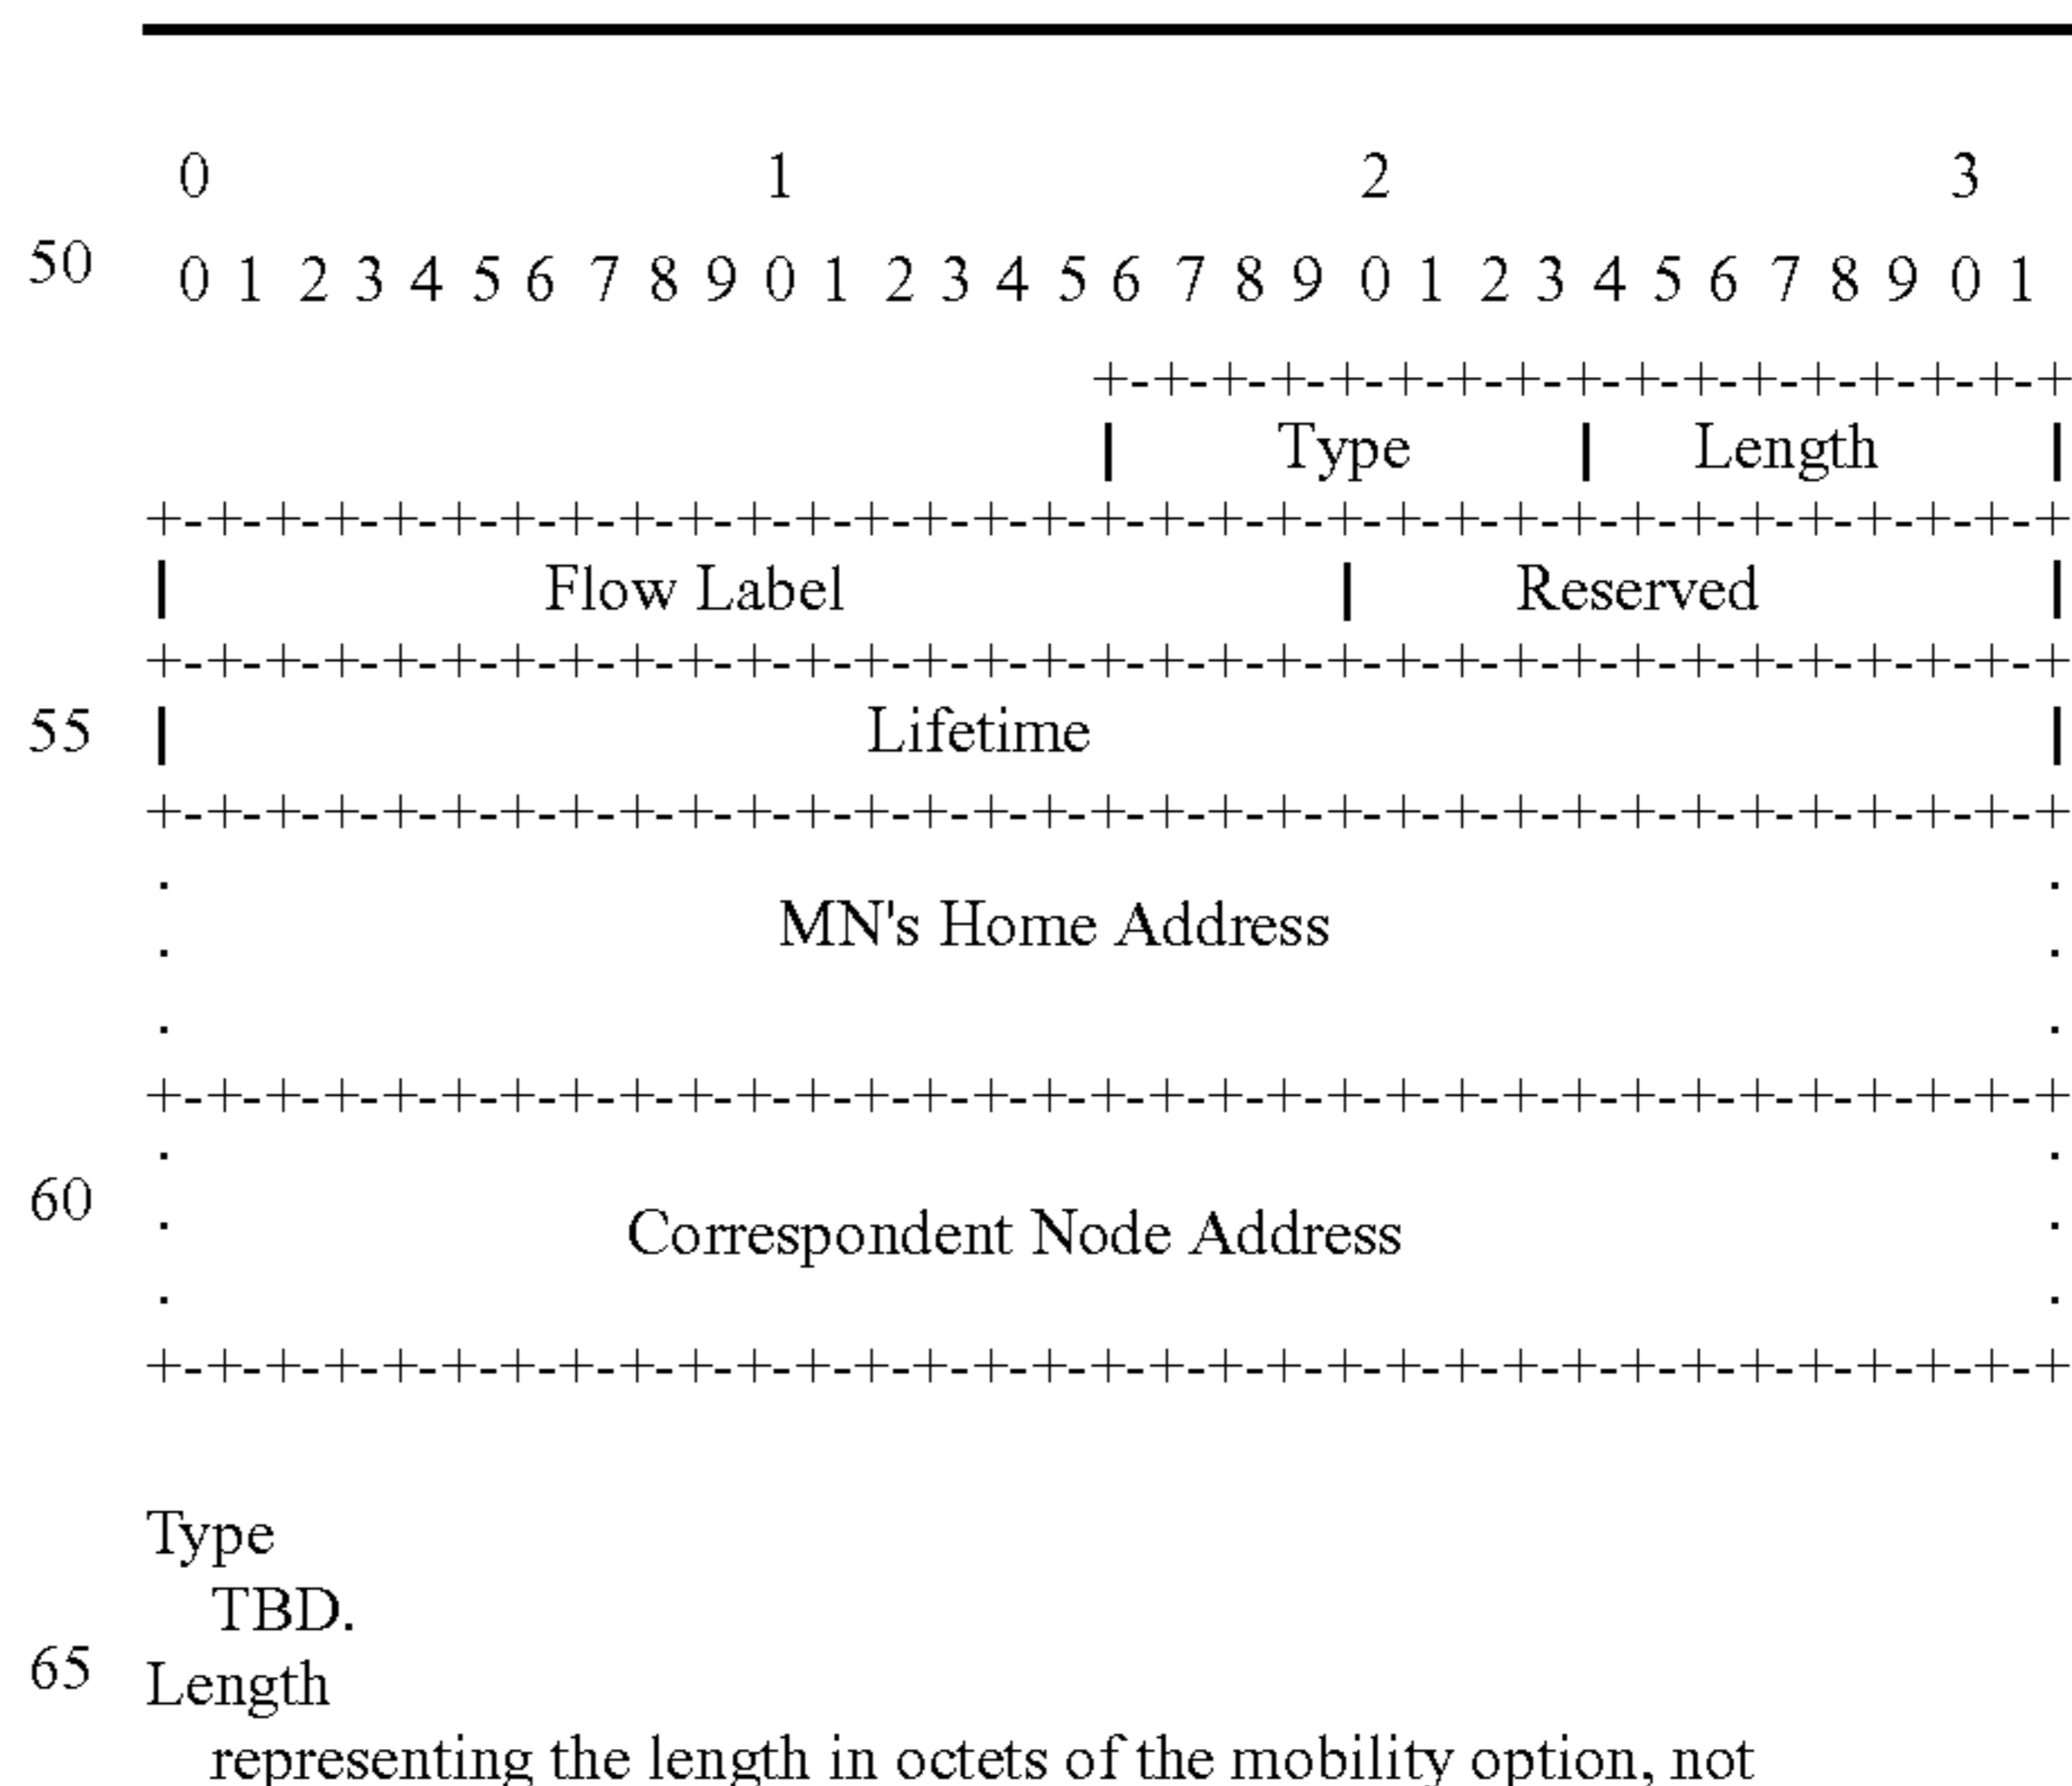 0 1 2 3
50 0 1 2 3 4 5 6 7 8 9 0 1 2 3 4 5 6 7 8 9 0 1 2 3 4 5 6 7 8 9 0 1
+-+-+-+-+-+-+-+-+-+-+-+-+-+-+-+-+
| Type | Length |
+-+-+-+-+-+-+-+-+-+-+-+-+-+-+-+-+-+-+-+-+-+-+-+-+-+-+-+-+-+-+-+-+
| Flow Label | Reserved |
+-+-+-+-+-+-+-+-+-+-+-+-+-+-+-+-+-+-+-+-+-+-+-+-+-+-+-+-+-+-+-+-+
55 | Lifetime |
+-+-+-+-+-+-+-+-+-+-+-+-+-+-+-+-+-+-+-+-+-+-+-+-+-+-+-+-+-+-+-+-+
. .
MN's Home Address
. .
. .
+-+-+-+-+-+-+-+-+-+-+-+-+-+-+-+-+-+-+-+-+-+-+-+-+-+-+-+-+-+-+-+-+
. .
60 . Correspondent Node Address .
. .
+-+-+-+-+-+-+-+-+-+-+-+-+-+-+-+-+-+-+-+-+-+-+-+-+-+-+-+-+-+-+-+-+
Type
TBD.
65 Length
representing the length in octets of the mobility option, not